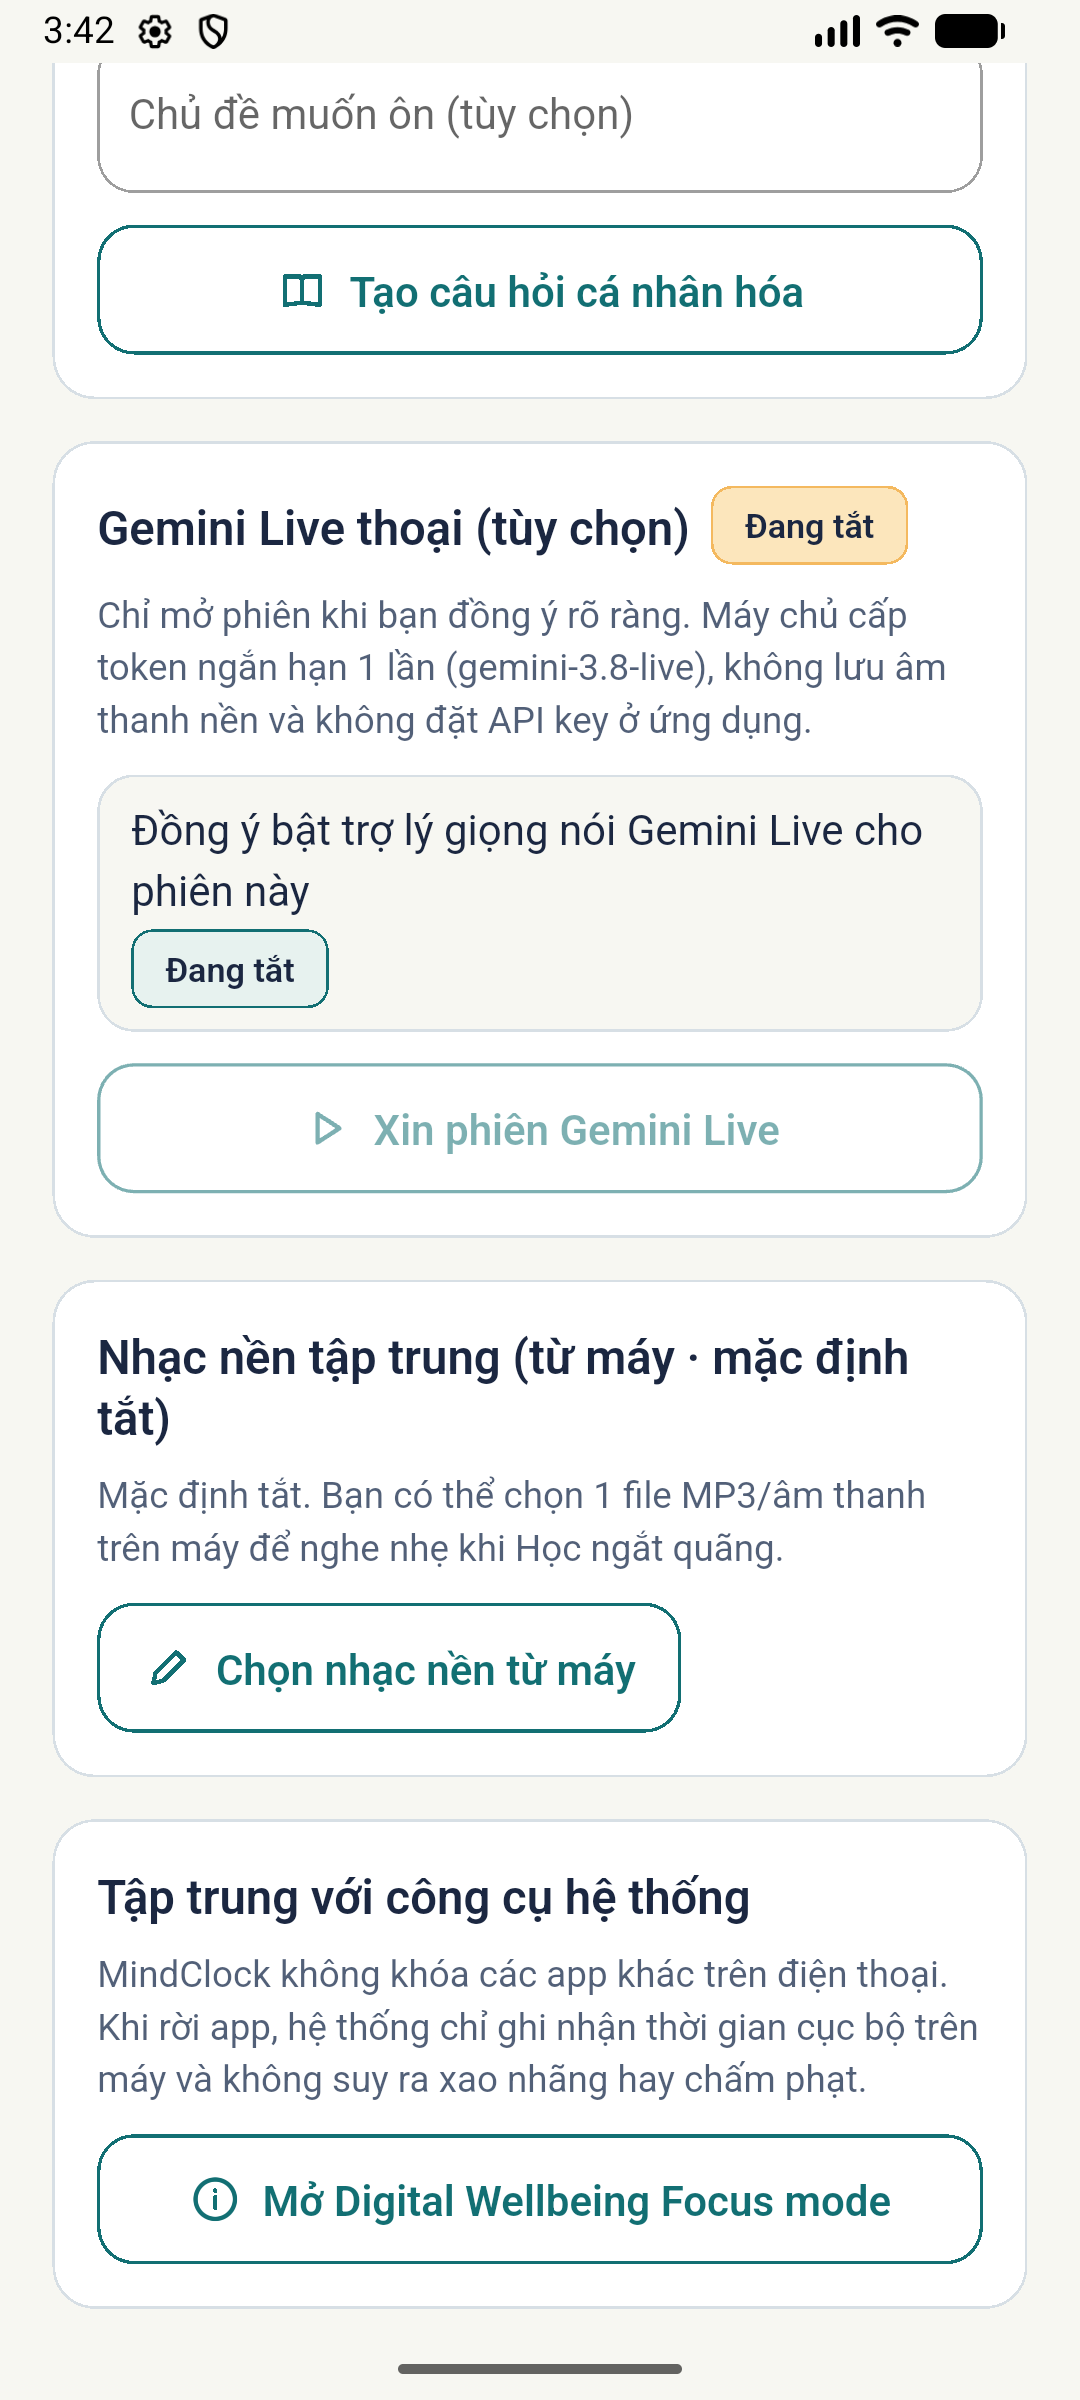 3:42
Chủ đề muốn ôn (tùy chọn)
Tạo câu hỏi cá nhân hóa
Gemini Live thoại (tùy chọn)
Đang tắt
Chỉ mở phiên khi bạn đồng ý rõ ràng. Máy chủ cấp
token ngắn hạn 1 lần (gemini-3.8-live), không lưu âm
thanh nền và không đặt API key ở ứng dụng.
Đồng ý bật trợ lý giọng nói Gemini Live cho
phiên này
Đang tắt
Xin phiên Gemini Live
Nhạc nền tập trung (từ máy · mặc định
tắt)
Mặc định tắt. Bạn có thể chọn 1 file MP3/âm thanh
trên máy để nghe nhẹ khi Học ngắt quãng.
Chọn nhạc nền từ máy
Tập trung với công cụ hệ thống
MindClock không khóa các app khác trên điện thoại.
Khi rời app, hệ thống chỉ ghi nhận thời gian cục bộ trên
máy và không suy ra xao nhãng hay chấm phạt.
Mở Digital Wellbeing Focus mode